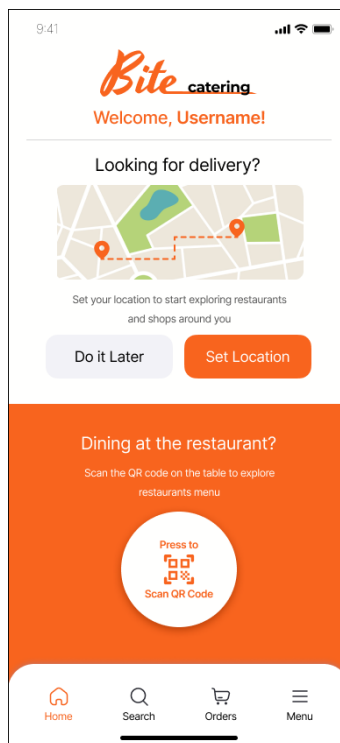 9:41
Bite catering
Welcome, Username!
Looking for delivery?
Set your location to start exploring restaurants
and shops around you
Do it Later
Set Location
Dining at the restaurant?
Scan the QR code on the table to explore
restaurants menu
Press to
Scan QR Code
Home
Search
Orders
Menu